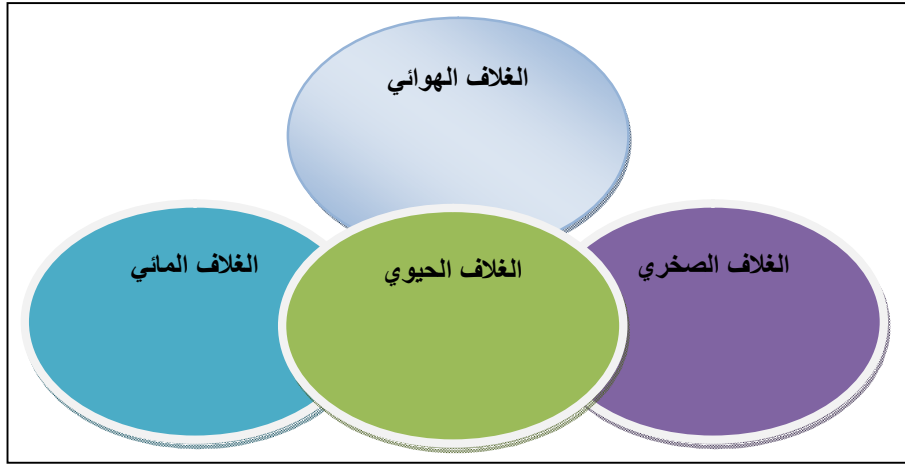 الغلاف الهوائي
الغلاف الصخري
الغلاف الحيوي
الغلاف المائي